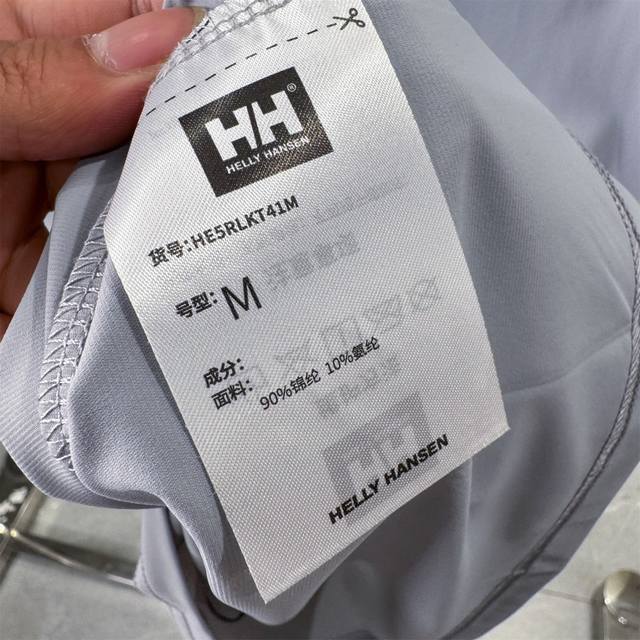 HH®
HELLY HANSEN
货号:HE5RLKT41M
号型: M
成分:
面料: 90%锦纶 10%氨纶
HELLY HANSEN